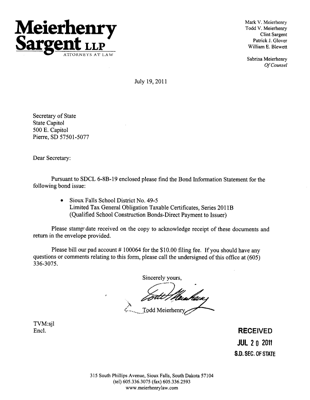 Meierhenry
Sargent LLP
ATTORNEYS AT LAW
Mark V. Meierhenry
Todd V. Meierhenry
Clint Sargent
Patrick J. Glover
William E. Blewett
Sabrina Meierhenry
Of Counsel
July 19, 2011
Secretary of State
State Capitol
500 E. Capitol
Pierre, SD 57501-5077
Dear Secretary:
Pursuant to SDCL 6-8B-19 enclosed please find the Bond Information Statement for the
following bond issue:
• Sioux Falls School District No. 49-5
Limited Tax General Obligation Taxable Certificates, Series 2011B
(Qualified School Construction Bonds-Direct Payment to Issuer)
Please stamp date received on the copy to acknowledge receipt of these documents and
return in the envelope provided.
Please bill our pad account # 100064 for the $10.00 filing fee. If you should have any
questions or comments relating to this form, please call the undersigned of this office at (605)
336-3075.
Sincerely yours,
Todd Meierhenry
Todd Meierhenry
TVM:sjl
Encl.
RECEIVED
JUL 20 2011
S.D. SEC. OF STATE
315 South Phillips Avenue, Sioux Falls, South Dakota 57104
(tel) 605.336.3075 (fax) 605.336.2593
www.meierhenrylaw.com